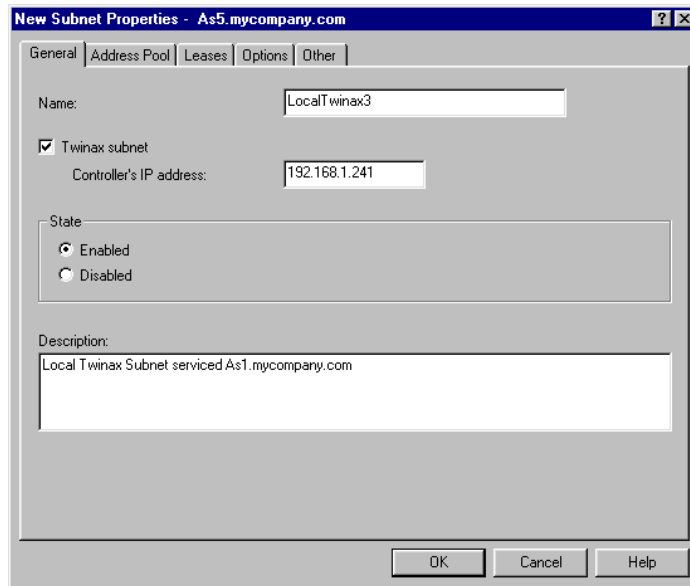 New Subnet Properties - As5.mycompany.com
General Address Pool Leases Options Other
Name: LocalTwinax3
Twinax subnet
Controller's IP address: 192.168.1.241
State
Enabled
Disabled
Description:
Local Twinax Subnet serviced As1.mycompany.com
OK Cancel Help